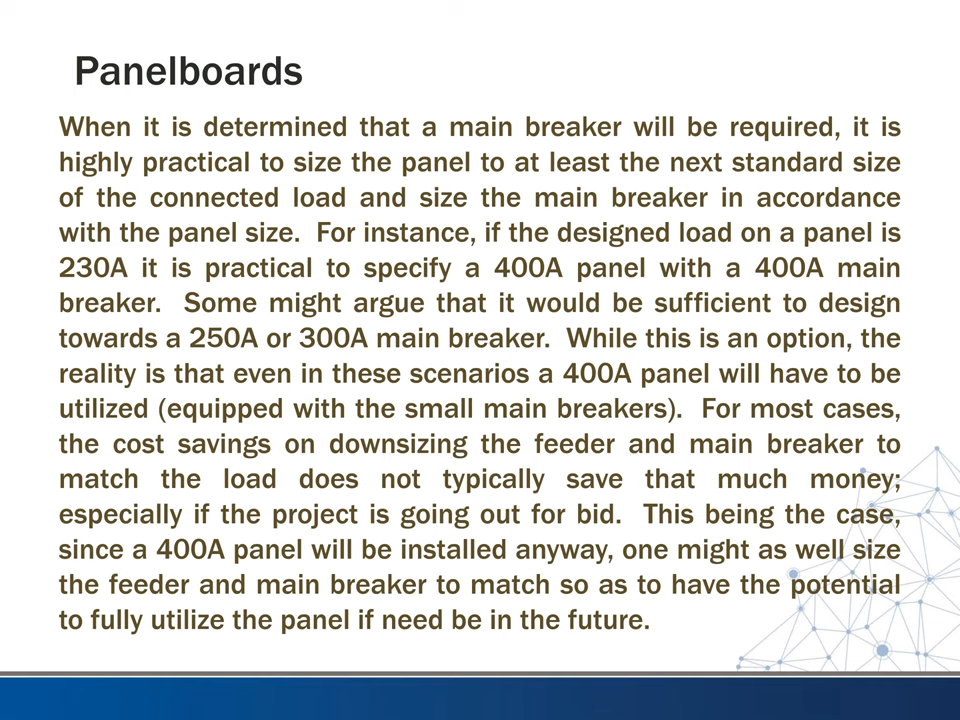 Panelboards
When it is determined that a main breaker will be required, it is
highly practical to size the panel to at least the next standard size
of the connected load and size the main breaker in accordance
with the panel size.  For instance, if the designed load on a panel is
230A it is practical to specify a 400A panel with a 400A main
breaker.  Some might argue that it would be sufficient to design
towards a 250A or 300A main breaker.  While this is an option, the
reality is that even in these scenarios a 400A panel will have to be
utilized (equipped with the small main breakers).  For most cases,
the cost savings on downsizing the feeder and main breaker to
match the load does not typically save that much money;
especially if the project is going out for bid.  This being the case,
since a 400A panel will be installed anyway, one might as well size
the feeder and main breaker to match so as to have the potential
to fully utilize the panel if need be in the future.